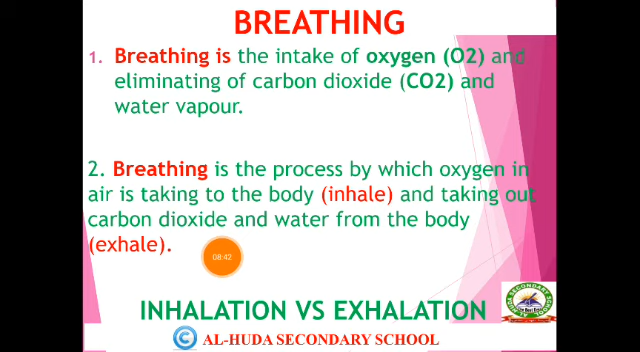 BREATHING
1. Breathing is the intake of oxygen (O2) and
eliminating of carbon dioxide (CO2) and
water vapour.
2. Breathing is the process by which oxygen in
air is taking to the body (inhale) and taking out
carbon dioxide and water from the body
(exhale).
08:42
INHALATION VS EXHALATION
© AL-HUDA SECONDARY SCHOOL